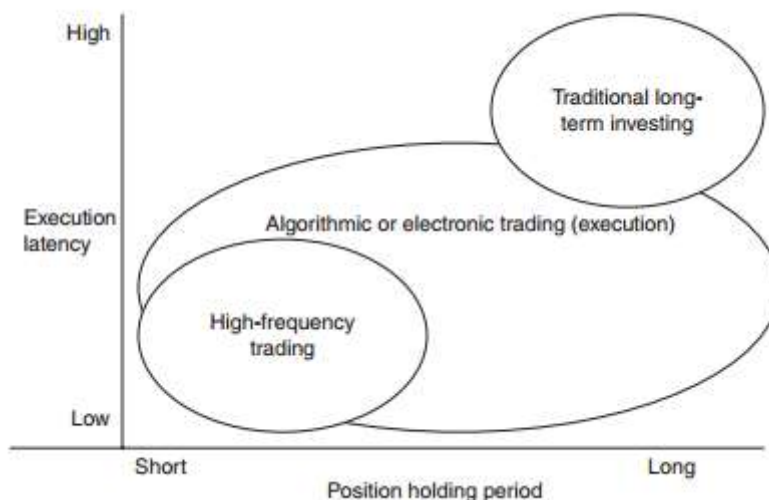 High
Traditional long-
term investing
Execution
latency
Algorithmic or electronic trading (execution)
High-frequency
trading
Low
Short
Long
Position holding period